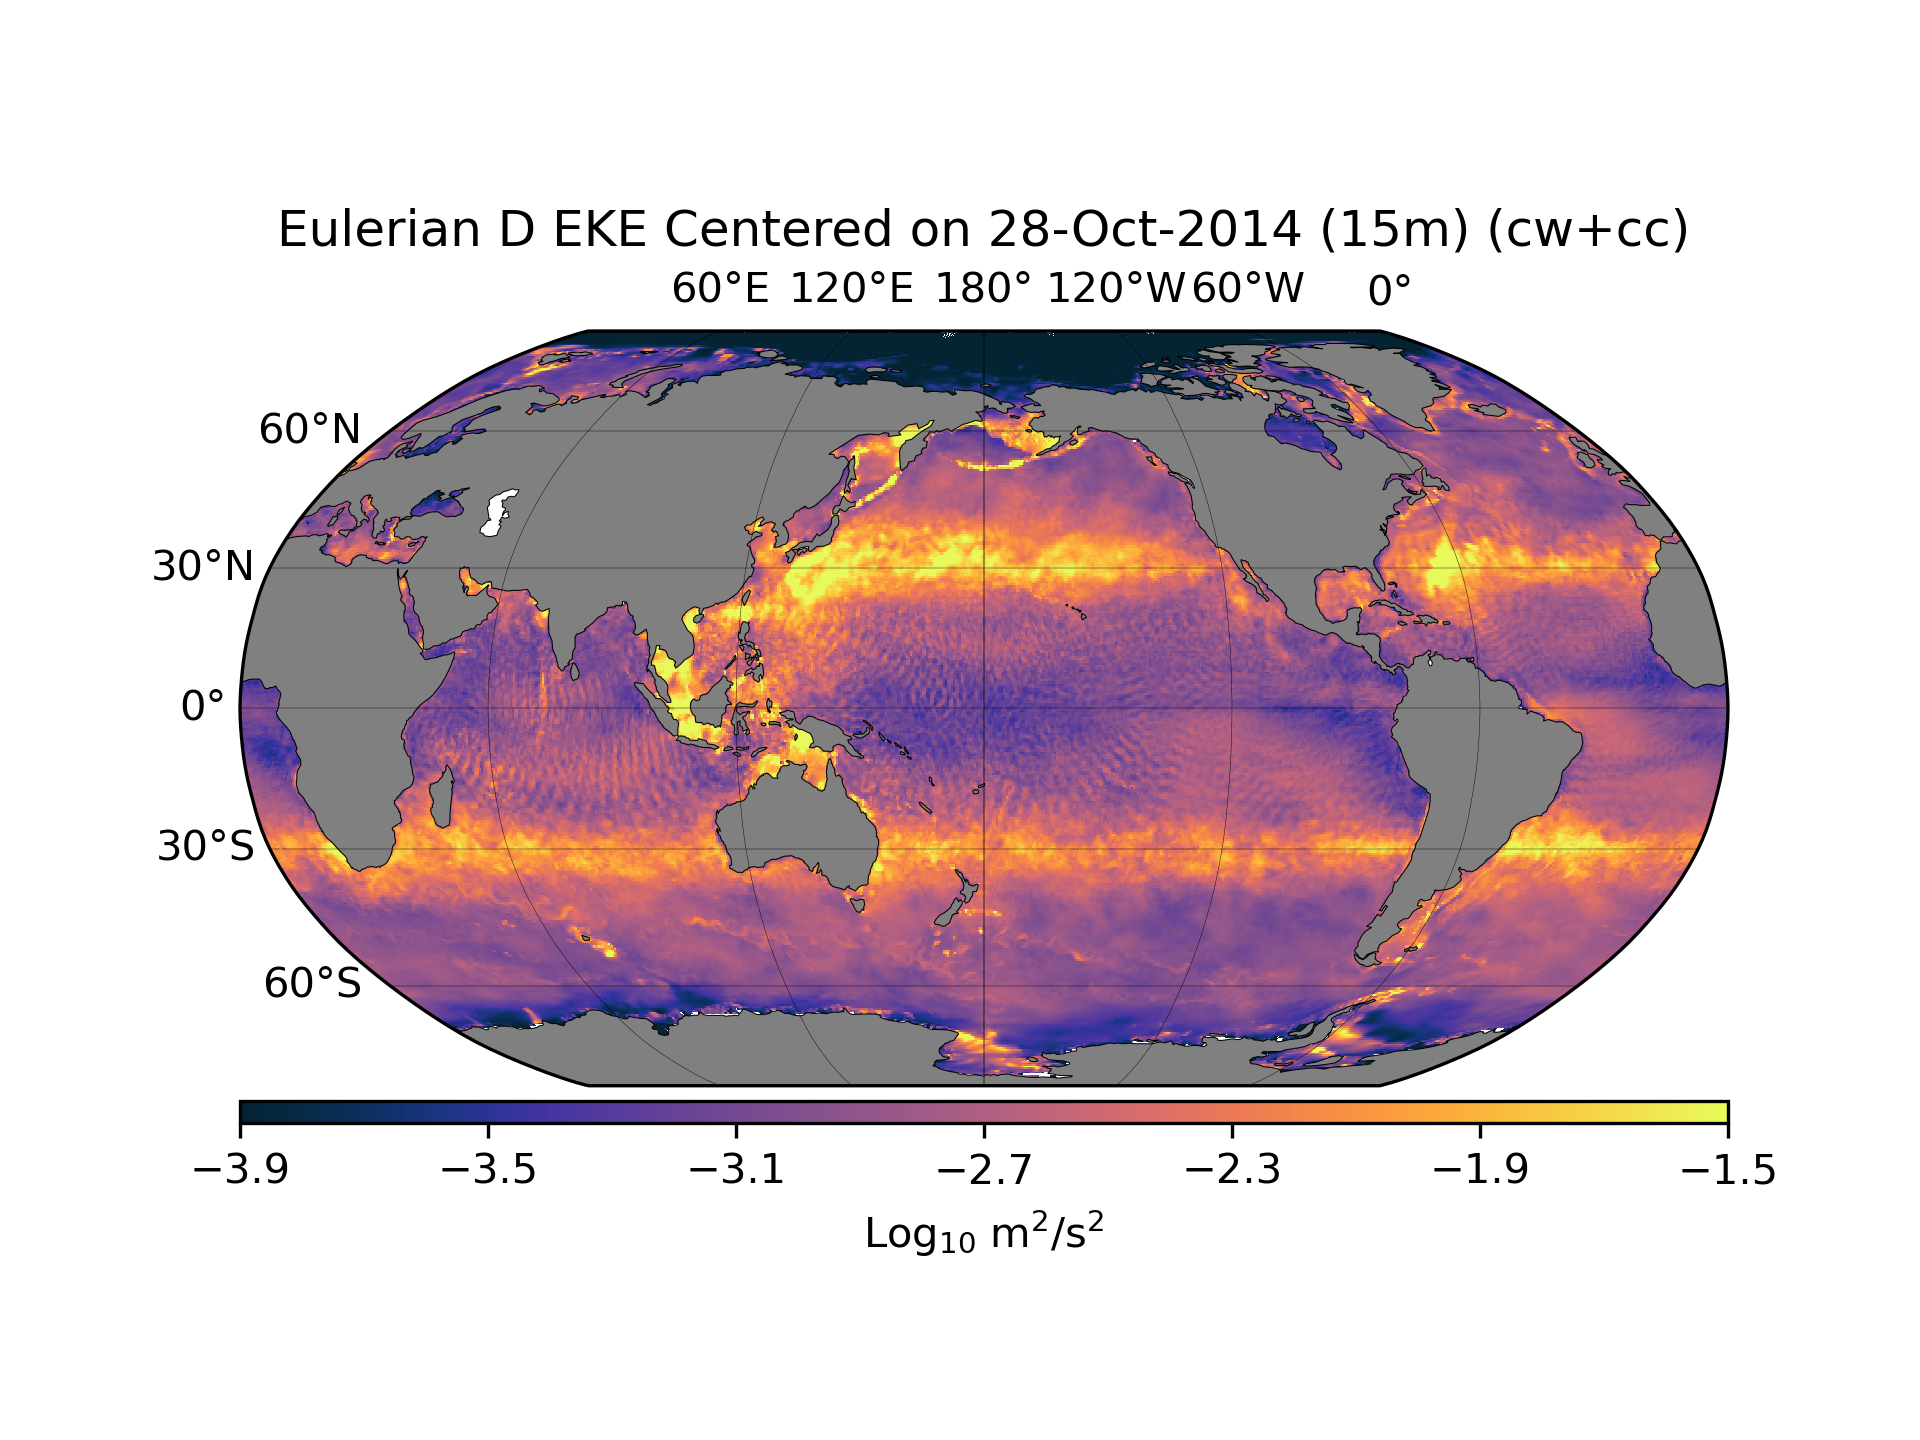 Eulerian D EKE Centered on 28-Oct-2014 (15m) (cw+cc)
60°E 120°E 180° 120°W 60°W 0°
60°N
30°N
0°
30°S
60°S
−3.9 −3.5 −3.1 −2.7 −2.3 −1.9 −1.5
Log₁₀ m²/s²